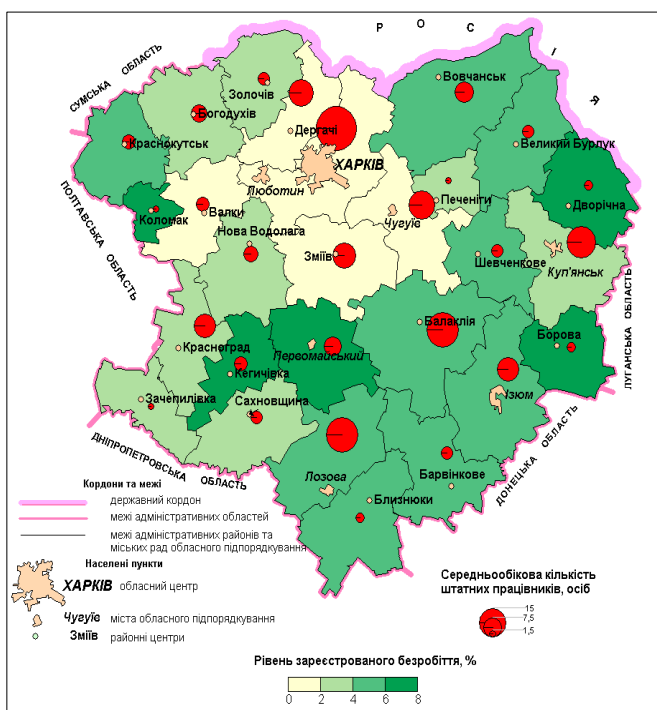 РОСІЯ
СУМСЬКА ОБЛАСТЬ
Золочів
Вовчанськ
Богодухів
Дергачі
Краснокутськ
Великий Бурлук
ХАРКІВ
Люботин
ПОЛТАВСЬКА ОБЛАСТЬ
Печеніги
Дворічна
Коломак
Валки
Чугуїв
Нова Водолага
Зміїв
Шевченкове
Куп'янськ
ЛУГАНСЬКА ОБЛАСТЬ
Балаклія
Борова
Красноград
Первомайський
Кегичівка
Ізюм
Зачепилівка
Сахновщина
ДНІПРОПЕТРОВСЬКА ОБЛАСТЬ
ДОНЕЦЬКА ОБЛАСТЬ
Барвінкове
Лозова
Близнюки
Кордони та межі
державний кордон
межі адміністративних областей
межі адміністративних районів та
міських рад обласного підпорядкування
Населені пункти
ХАРКІВ обласний центр
Чугуїв міста обласного підпорядкування
Зміїв районні центри
Середньообікова кількість
штатних працівників, осіб
15
7,5
1,5
Рівень зареєстрованого безробіття, %
0 2 4 6 8